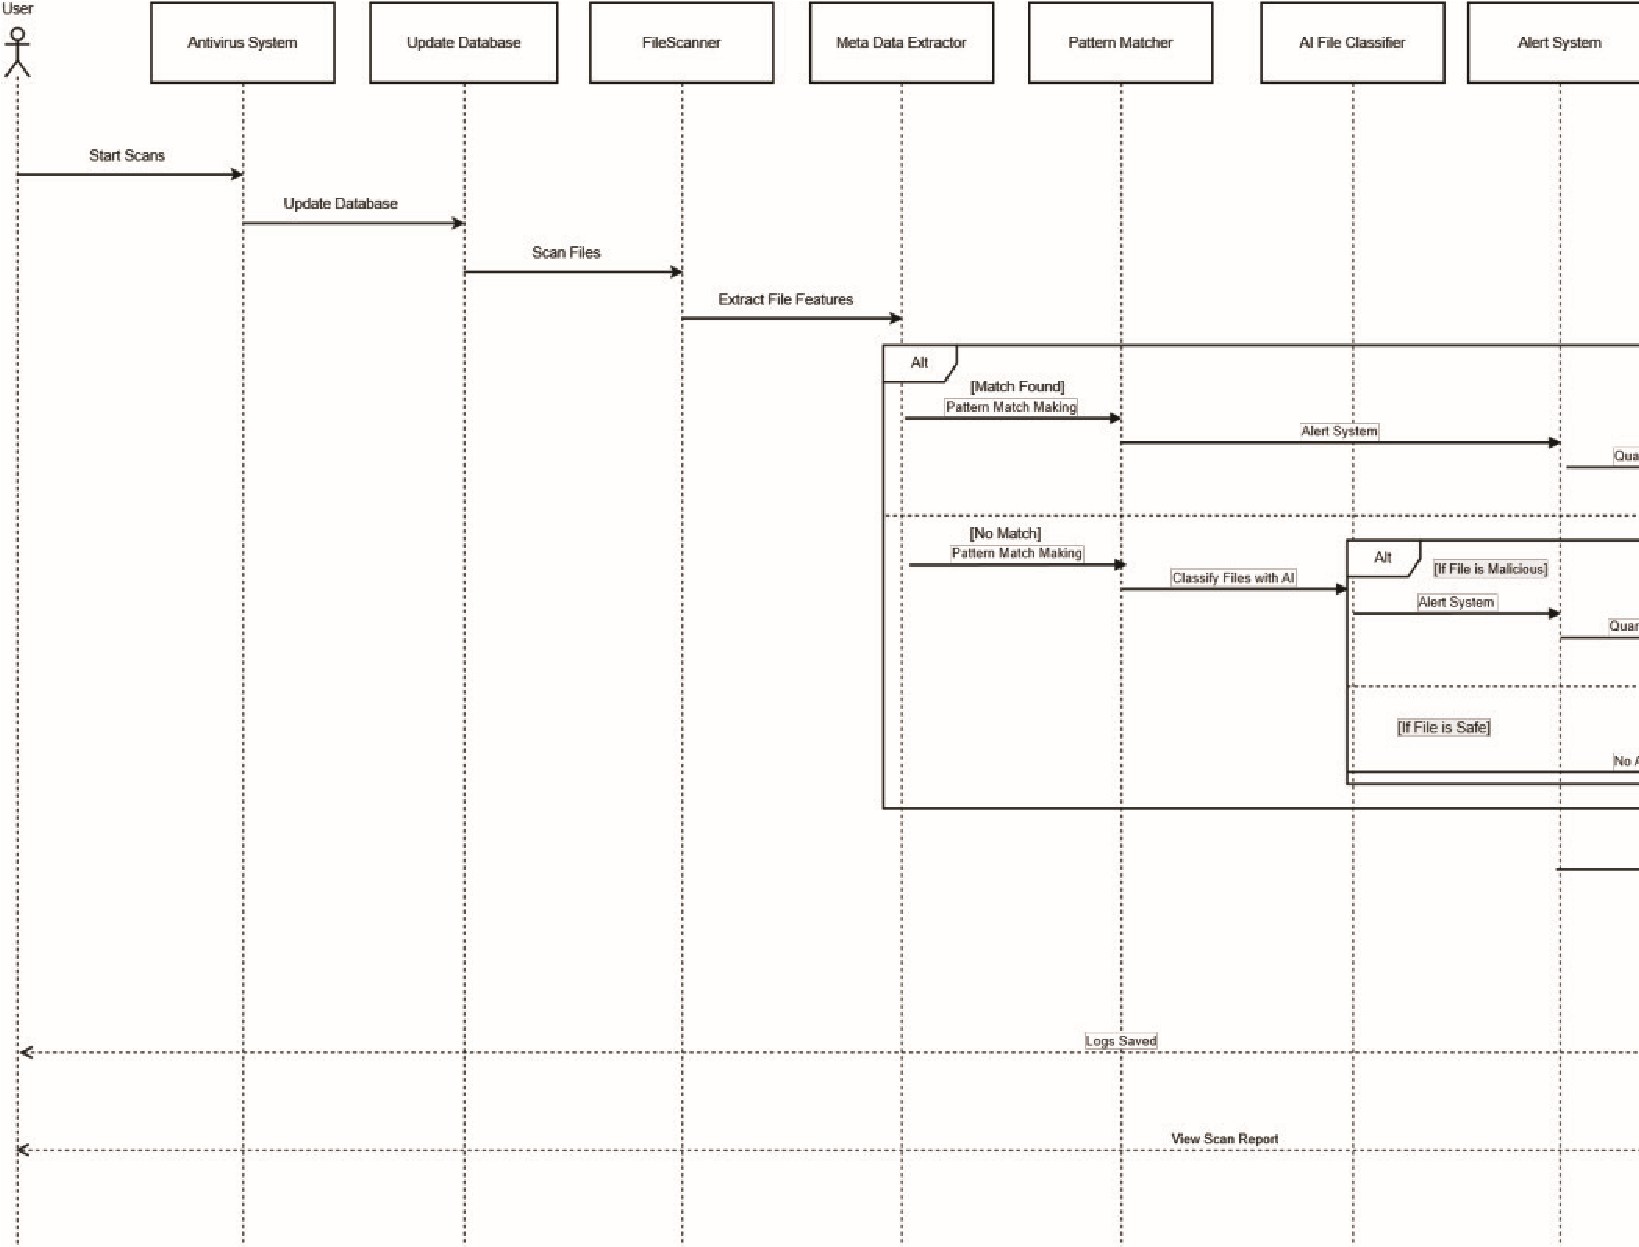 User
Antivirus System
Update Database
FileScanner
Meta Data Extractor
Pattern Matcher
AI File Classifier
Alert System
Start Scans
Update Database
Scan Files
Extract File Features
Alt
[Match Found]
Pattern Match Making
Alert System
Qua
[No Match]
Pattern Match Making
Alt
[If File is Malicious]
Classify Files with AI
Alert System
Quar
[If File is Safe]
No A
Logs Saved
View Scan Report